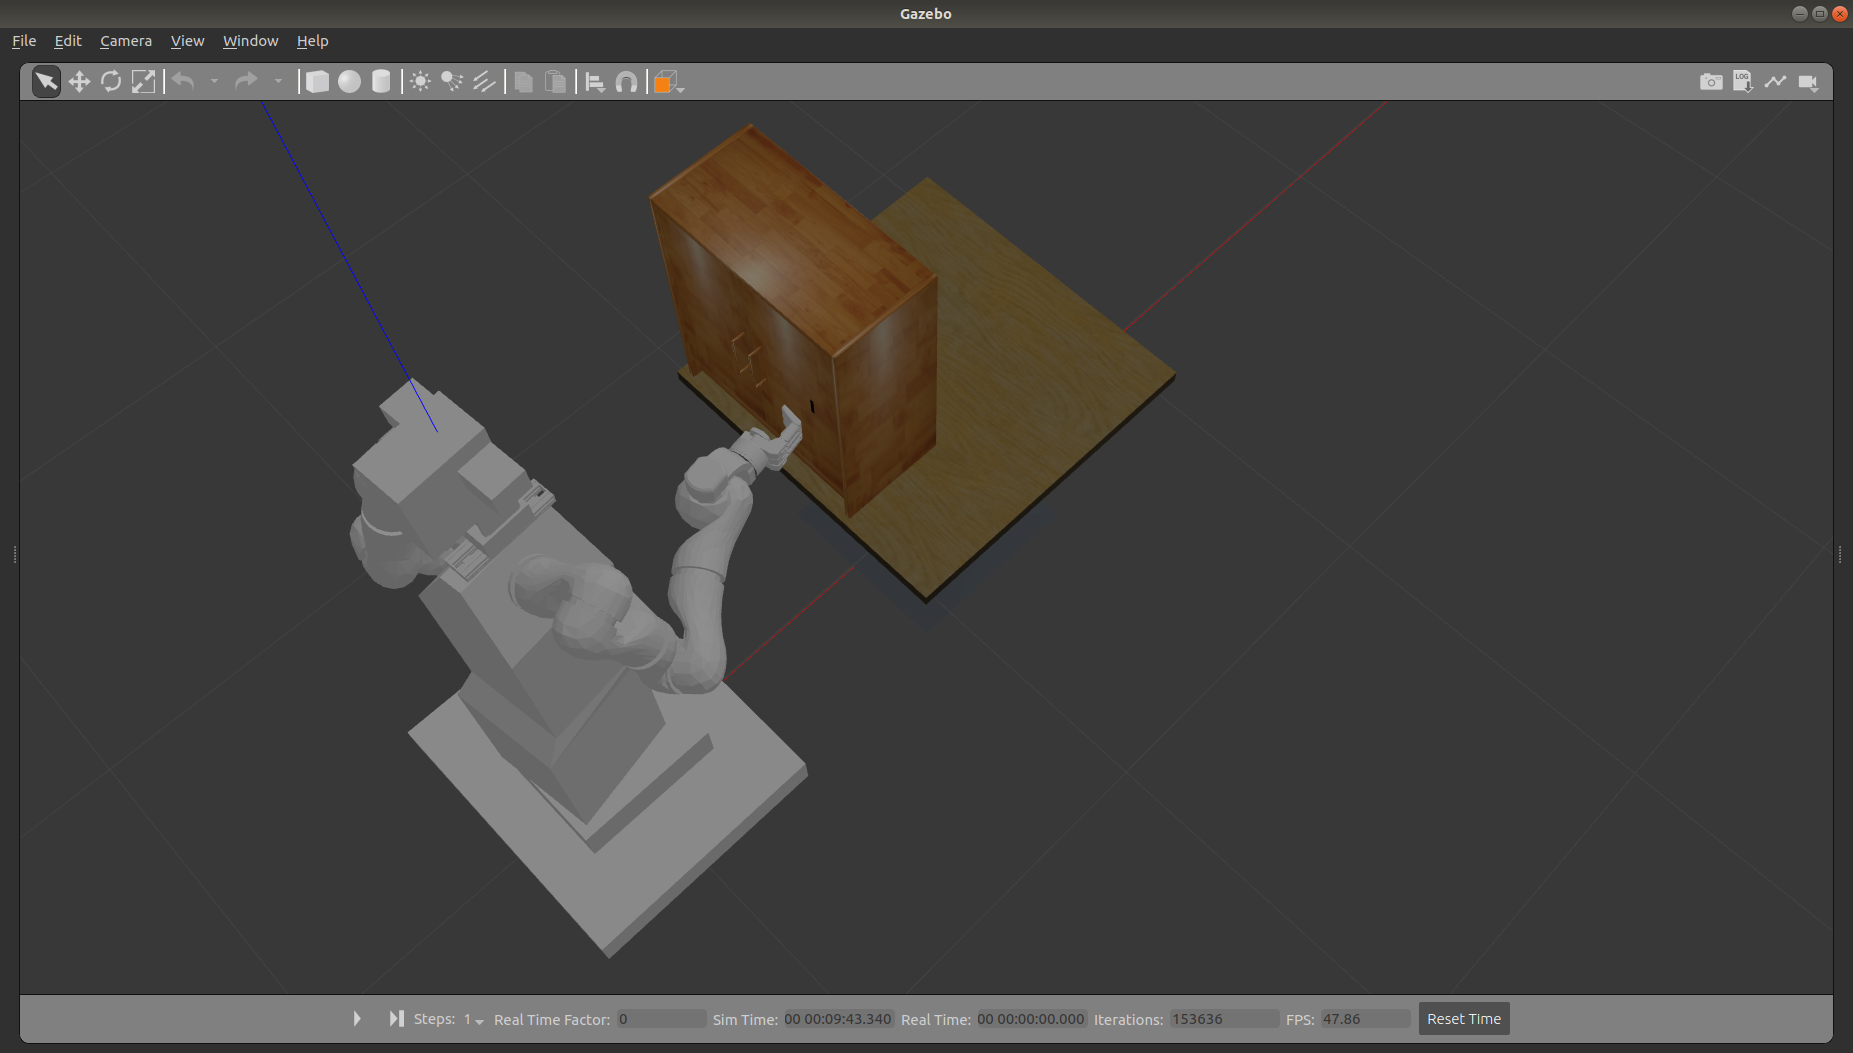 Gazebo
File Edit Camera View Window Help
LOG
Steps: 1 Real Time Factor: 0 Sim Time: 00 00:09:43.340 Real Time: 00 00:00:00.000 Iterations: 153636 FPS: 47.86 Reset Time